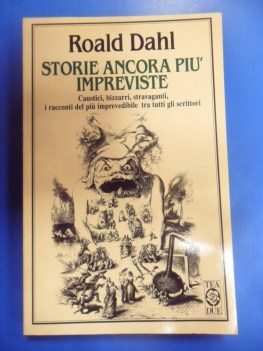 Roald Dahl
STORIE ANCORA PIU'
IMPREVISTE
Caustici, bizzarri, stravaganti,
i racconti del più imprevedibile tra tutti gli scrittori
TEA
DUE